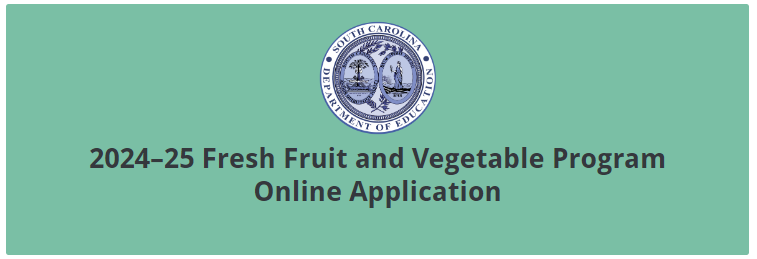 SOUTH CAROLINA
DEPARTMENT OF EDUCATION
2024–25 Fresh Fruit and Vegetable Program
Online Application